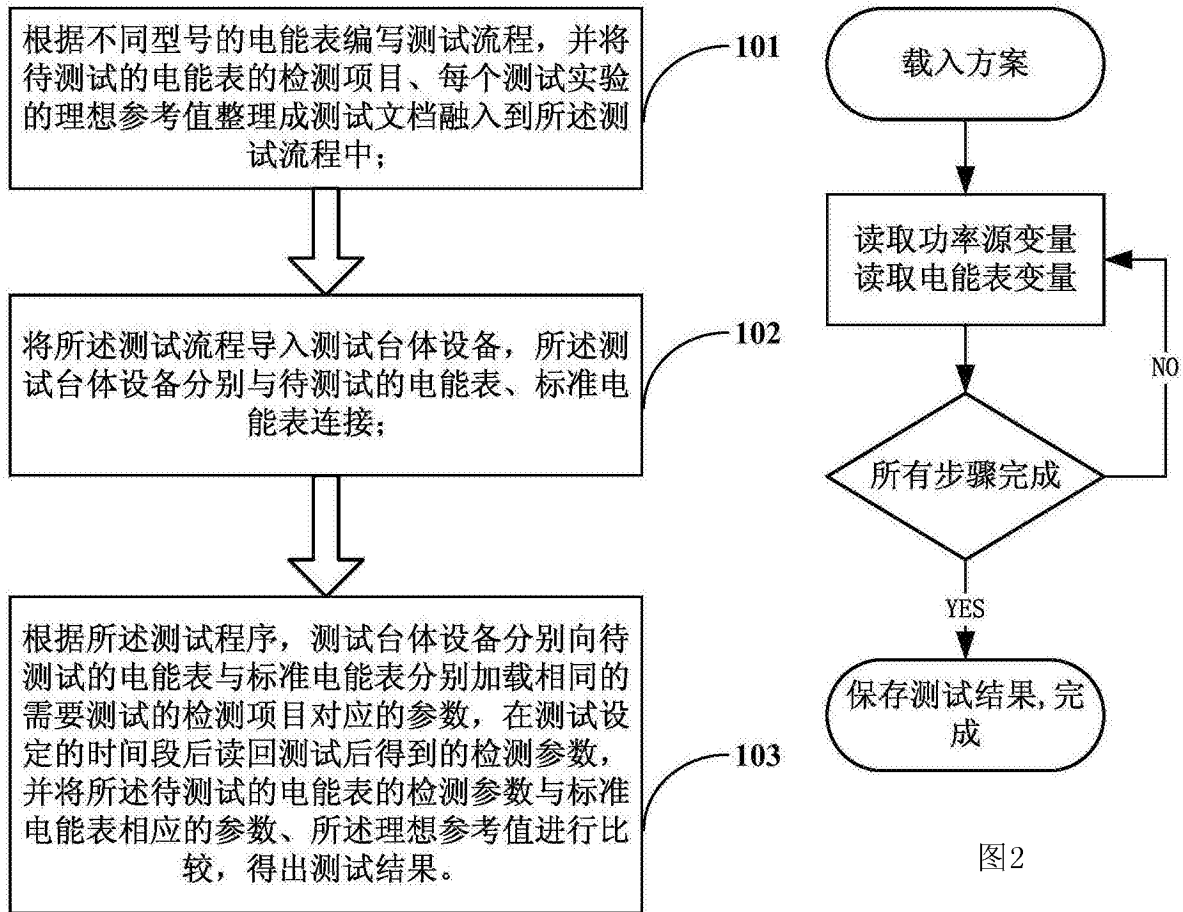 根据不同型号的电能表编写测试流程，并将
待测试的电能表的检测项目、每个测试实验
的理想参考值整理成测试文档融入到所述测
试流程中；
101
将所述测试流程导入测试台体设备，所述测
试台体设备分别与待测试的电能表、标准电
能表连接；
102
根据所述测试程序，测试台体设备分别向待
测试的电能表与标准电能表分别加载相同的
需要测试的检测项目对应的参数，在测试设
定的时间段后读回测试后得到的检测参数，
并将所述待测试的电能表的检测参数与标准
电能表相应的参数、所述理想参考值进行比
较，得出测试结果。
103
载入方案
读取功率源变量
读取电能表变量
NO
所有步骤完成
YES
保存测试结果,完
成
图2